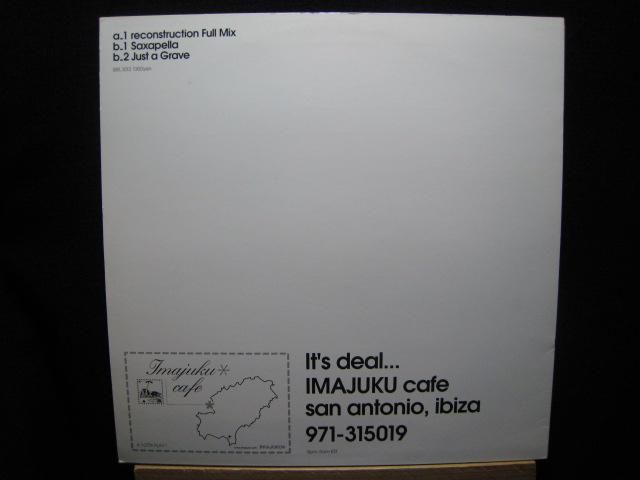 a..1 reconstruction Full Mix
b..1 Saxapella
b..2 Just a Grave
Imajuku
cafe
It's deal...
IMAJUKU cafe
san antonio, ibiza
971-315019